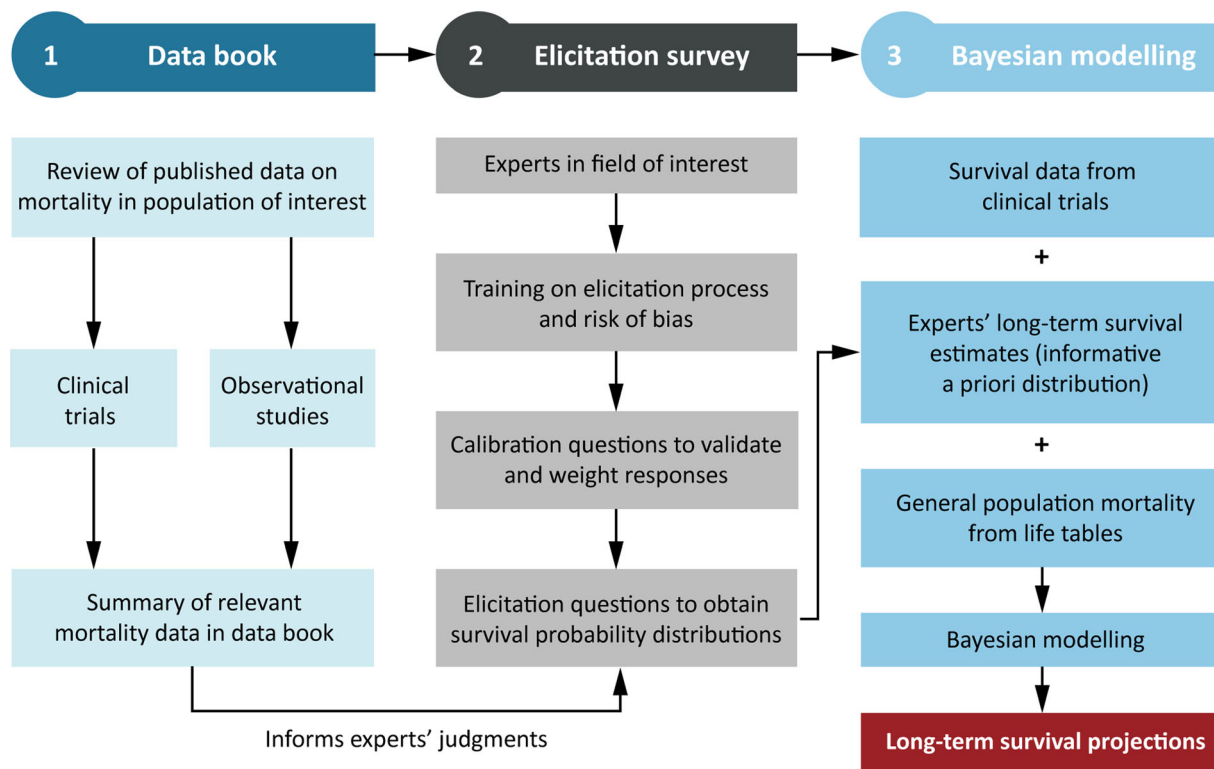 1 Data book
Review of published data on
mortality in population of interest
Clinical
trials
Observational
studies
Summary of relevant
mortality data in data book
Informs experts’ judgments
2 Elicitation survey
Experts in field of interest
Training on elicitation process
and risk of bias
Calibration questions to validate
and weight responses
Elicitation questions to obtain
survival probability distributions
3 Bayesian modelling
Survival data from
clinical trials
+
Experts’ long-term survival
estimates (informative
a priori distribution)
+
General population mortality
from life tables
Bayesian modelling
Long-term survival projections